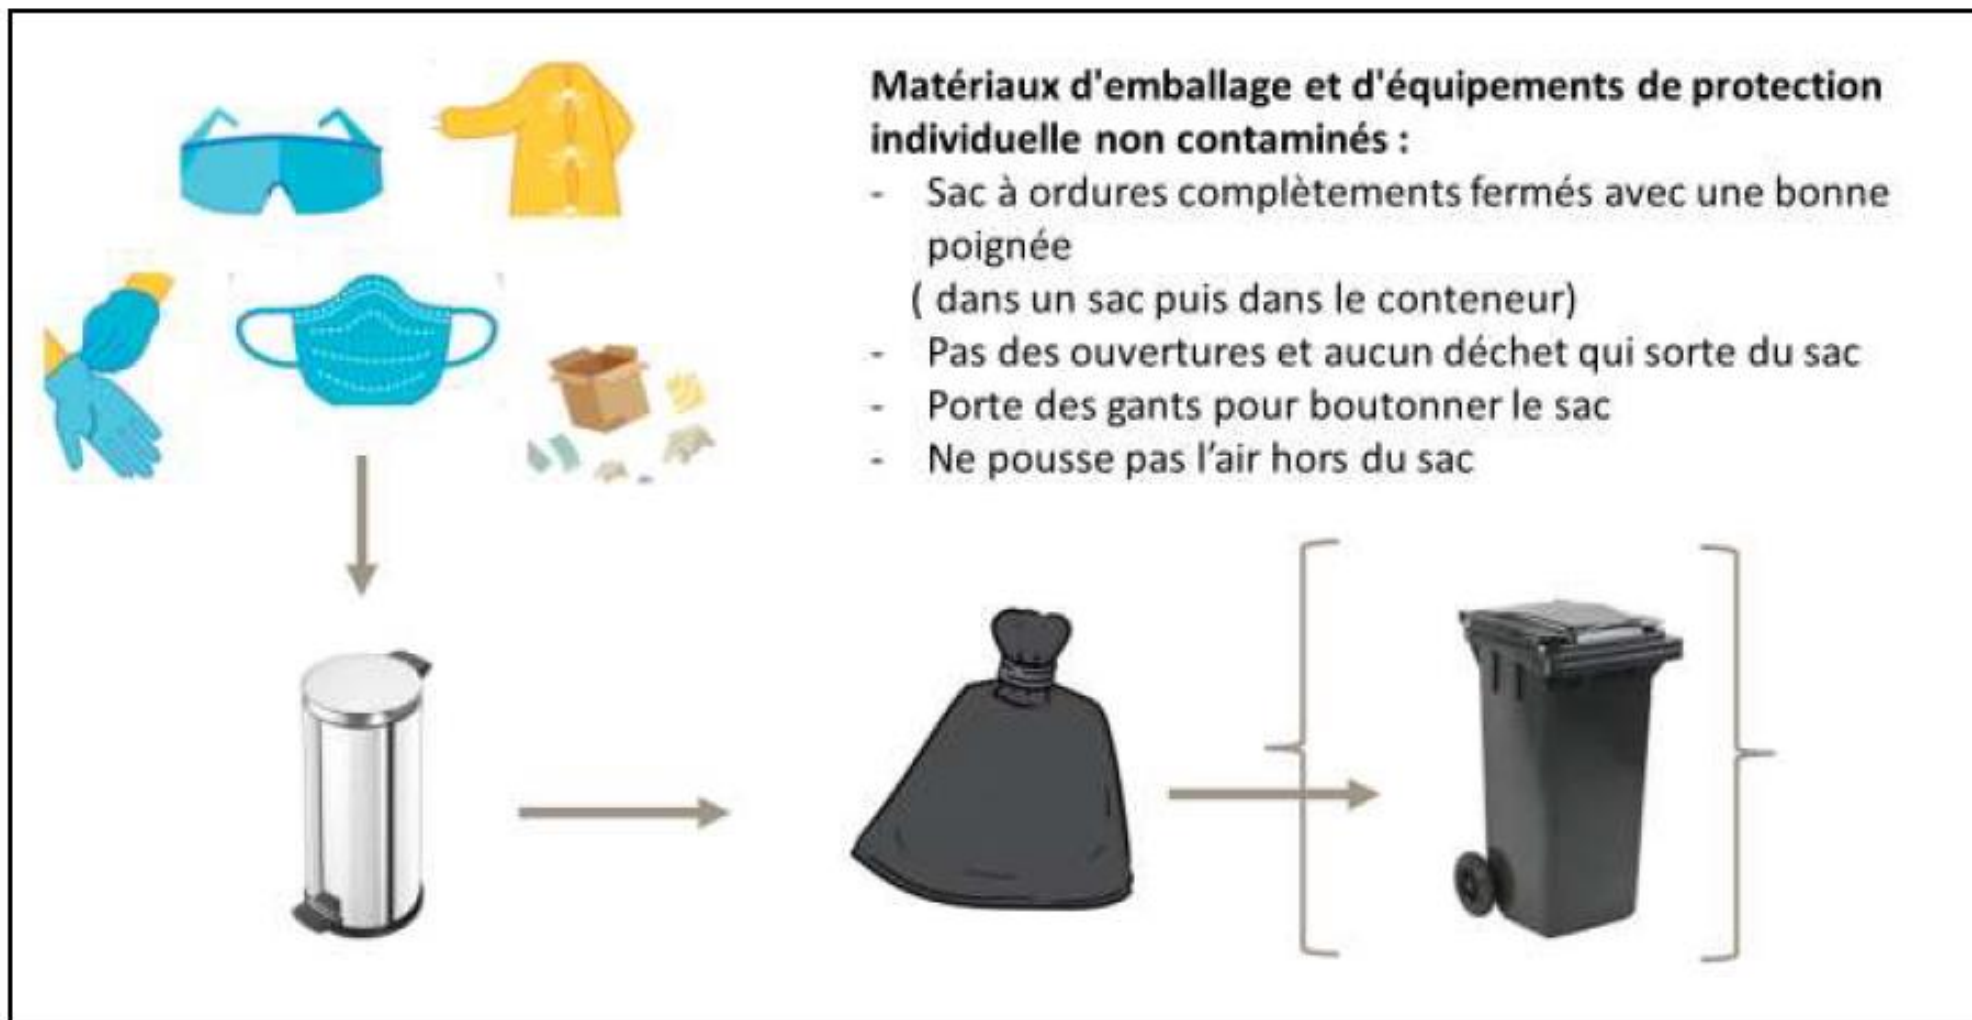 Matériaux d'emballage et d'équipements de protection
individuelle non contaminés :
- Sac à ordures complètements fermés avec une bonne
poignée
( dans un sac puis dans le conteneur)
- Pas des ouvertures et aucun déchet qui sorte du sac
- Porte des gants pour boutonner le sac
- Ne pousse pas l’air hors du sac